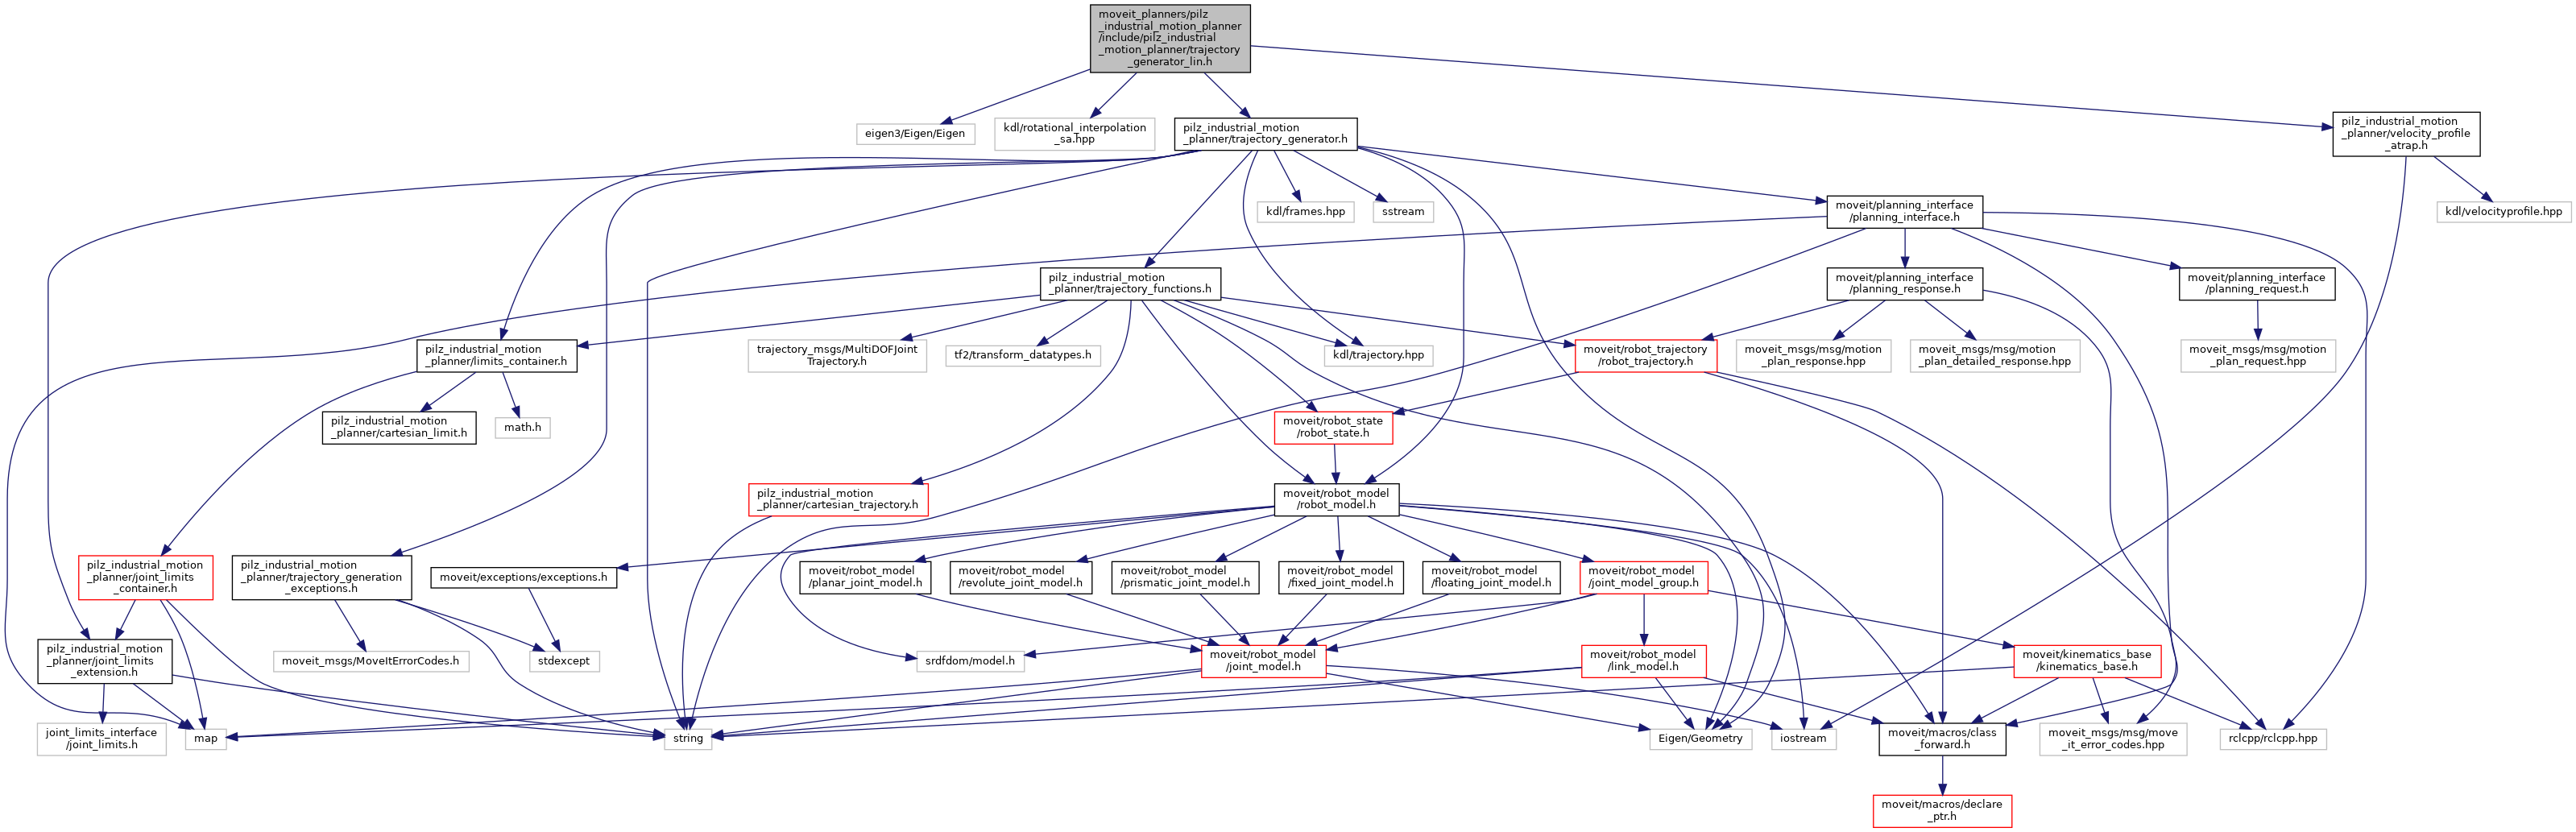 moveit_planners/pilz
_industrial_motion_planner
/include/pilz_industrial
_motion_planner/trajectory
_generator_lin.h
eigen3/Eigen/Eigen
kdl/rotational_interpolation
_sa.hpp
pilz_industrial_motion
_planner/trajectory_generator.h
pilz_industrial_motion
_planner/velocity_profile
_atrap.h
kdl/frames.hpp
sstream
moveit/planning_interface
/planning_interface.h
kdl/velocityprofile.hpp
pilz_industrial_motion
_planner/trajectory_functions.h
moveit/planning_interface
/planning_response.h
moveit/planning_interface
/planning_request.h
pilz_industrial_motion
_planner/limits_container.h
trajectory_msgs/MultiDOFJoint
Trajectory.h
tf2/transform_datatypes.h
kdl/trajectory.hpp
moveit/robot_trajectory
/robot_trajectory.h
moveit_msgs/msg/motion
_plan_response.hpp
moveit_msgs/msg/motion
_plan_detailed_response.hpp
moveit_msgs/msg/motion
_plan_request.hpp
pilz_industrial_motion
_planner/cartesian_limit.h
math.h
moveit/robot_state
/robot_state.h
pilz_industrial_motion
_planner/cartesian_trajectory.h
moveit/robot_model
/robot_model.h
pilz_industrial_motion
_planner/joint_limits
_container.h
pilz_industrial_motion
_planner/trajectory_generation
_exceptions.h
moveit/exceptions/exceptions.h
moveit/robot_model
/planar_joint_model.h
moveit/robot_model
/revolute_joint_model.h
moveit/robot_model
/prismatic_joint_model.h
moveit/robot_model
/fixed_joint_model.h
moveit/robot_model
/floating_joint_model.h
moveit/robot_model
/joint_model_group.h
pilz_industrial_motion
_planner/joint_limits
_extension.h
moveit_msgs/MoveItErrorCodes.h
stdexcept
srdfdom/model.h
moveit/robot_model
/joint_model.h
moveit/robot_model
/link_model.h
moveit/kinematics_base
/kinematics_base.h
joint_limits_interface
/joint_limits.h
map
string
Eigen/Geometry
iostream
moveit/macros/class
_forward.h
moveit_msgs/msg/move
_it_error_codes.hpp
rclcpp/rclcpp.hpp
moveit/macros/declare
_ptr.h